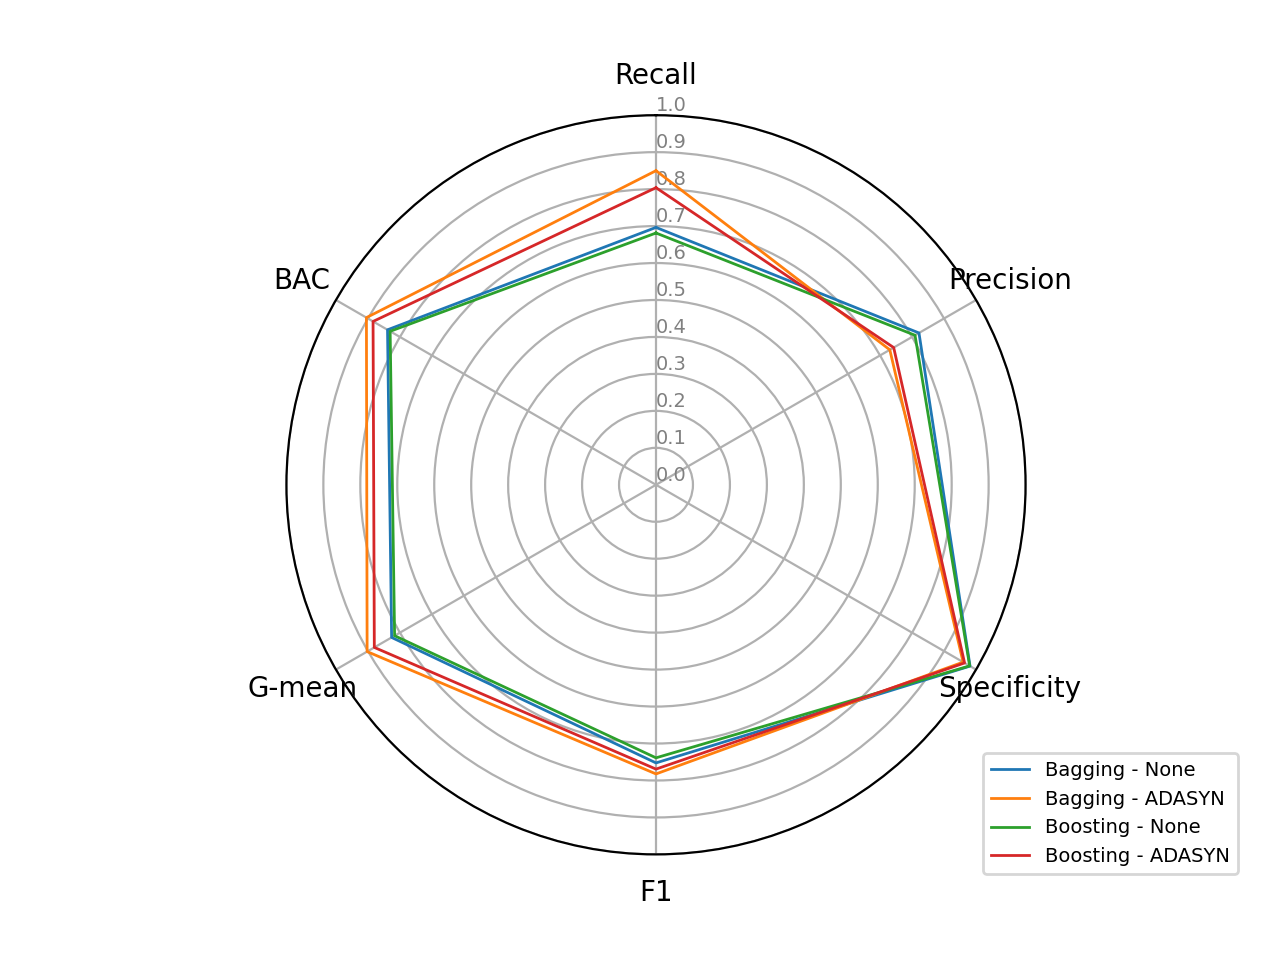 Recall
1.0
0.9
0.8
0.7
0.6
0.5
0.4
0.3
0.2
0.1
0.0
BAC
Precision
G-mean
Specificity
F1
Bagging - None
Bagging - ADASYN
Boosting - None
Boosting - ADASYN